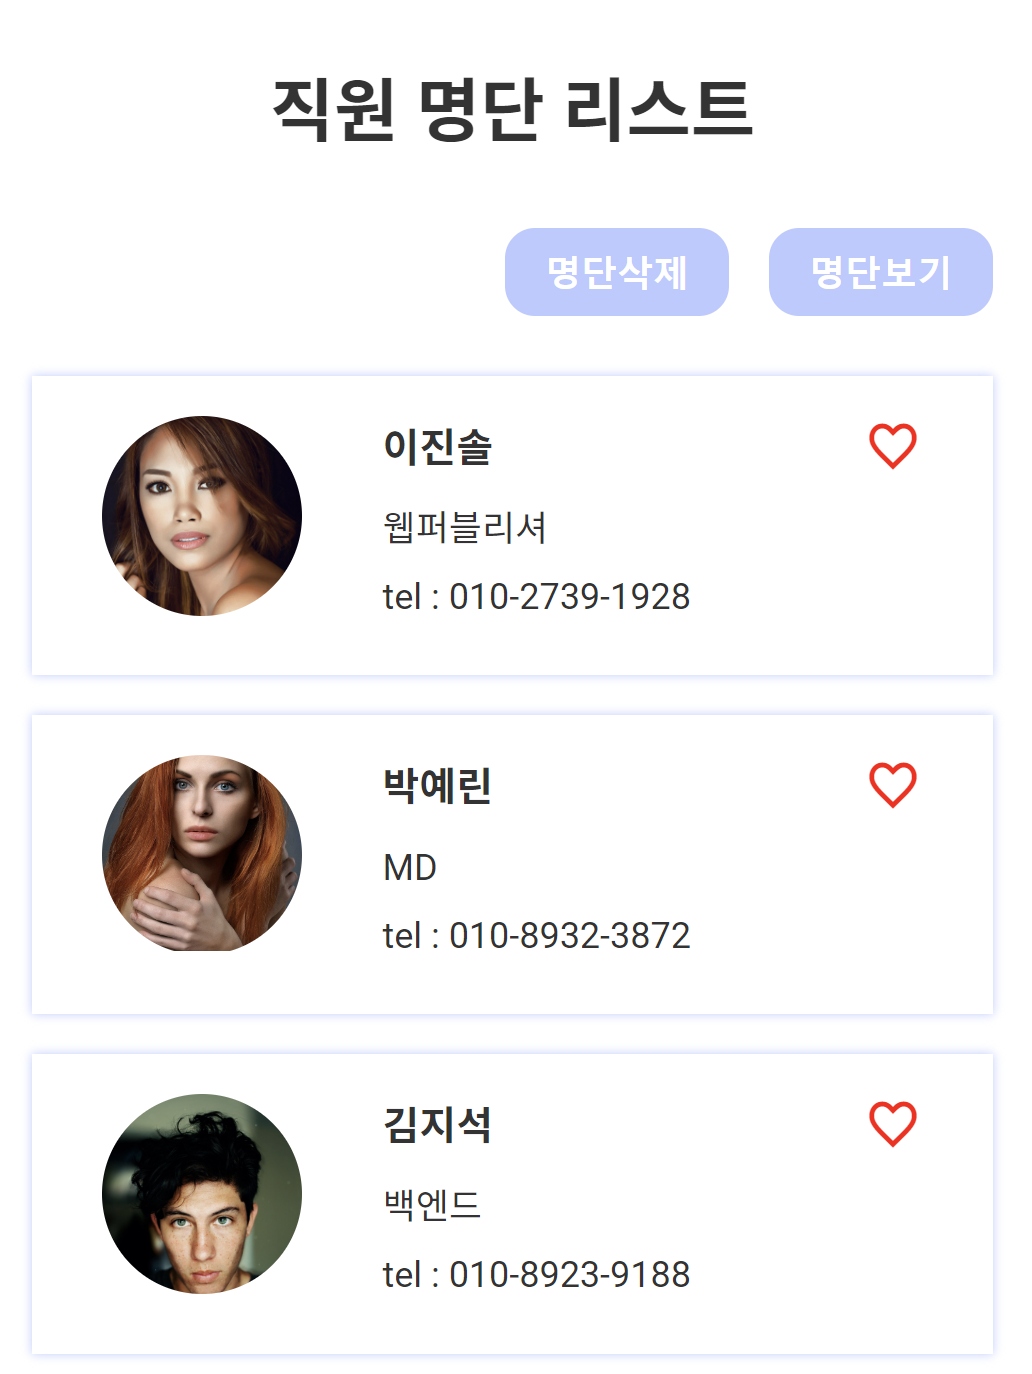 직원 명단 리스트
명단삭제 명단보기
이진솔
웹퍼블리셔
tel : 010-2739-1928
박예린
MD
tel : 010-8932-3872
김지석
백엔드
tel : 010-8923-9188